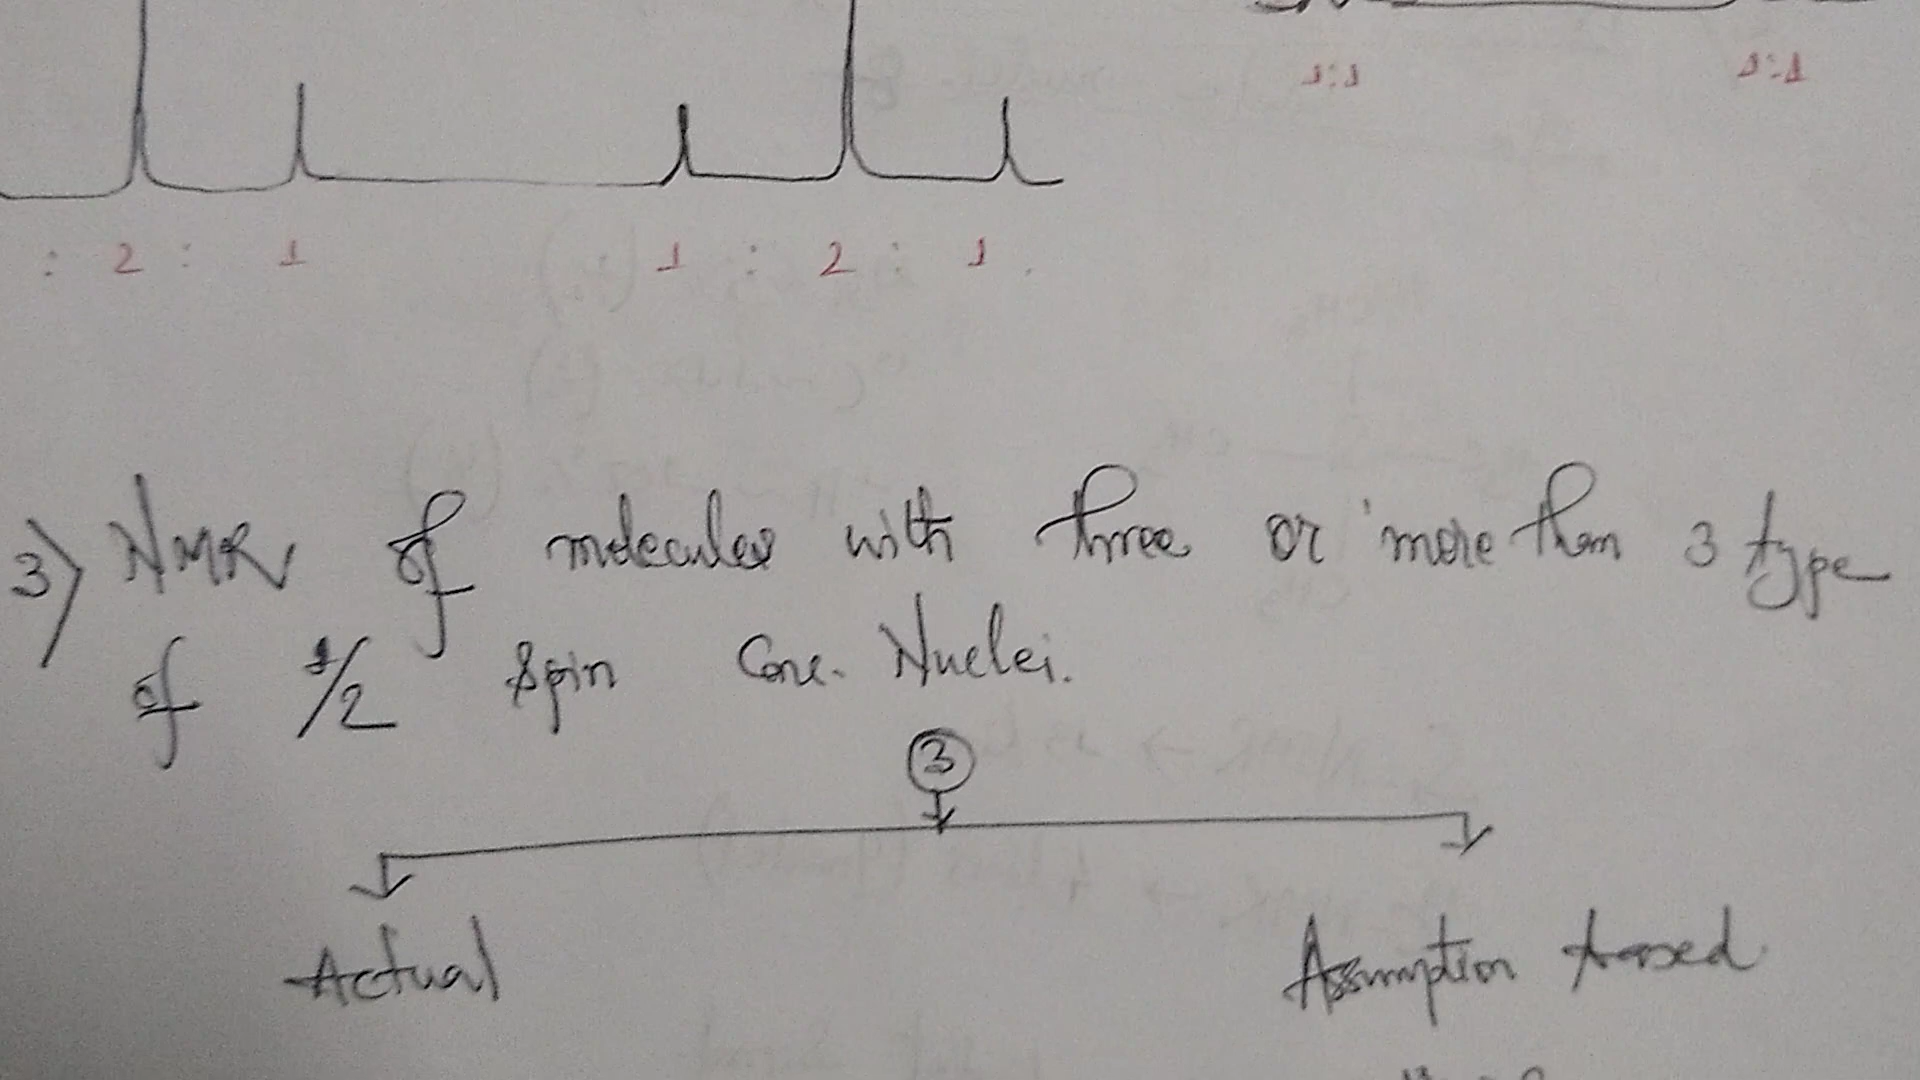 1:1 1:1
: 2 : 1 1 : 2 : 1
3) NMR of molecules with three or more than 3 type
of 1/2 spin Nuclei.
3
Actual Assumption based